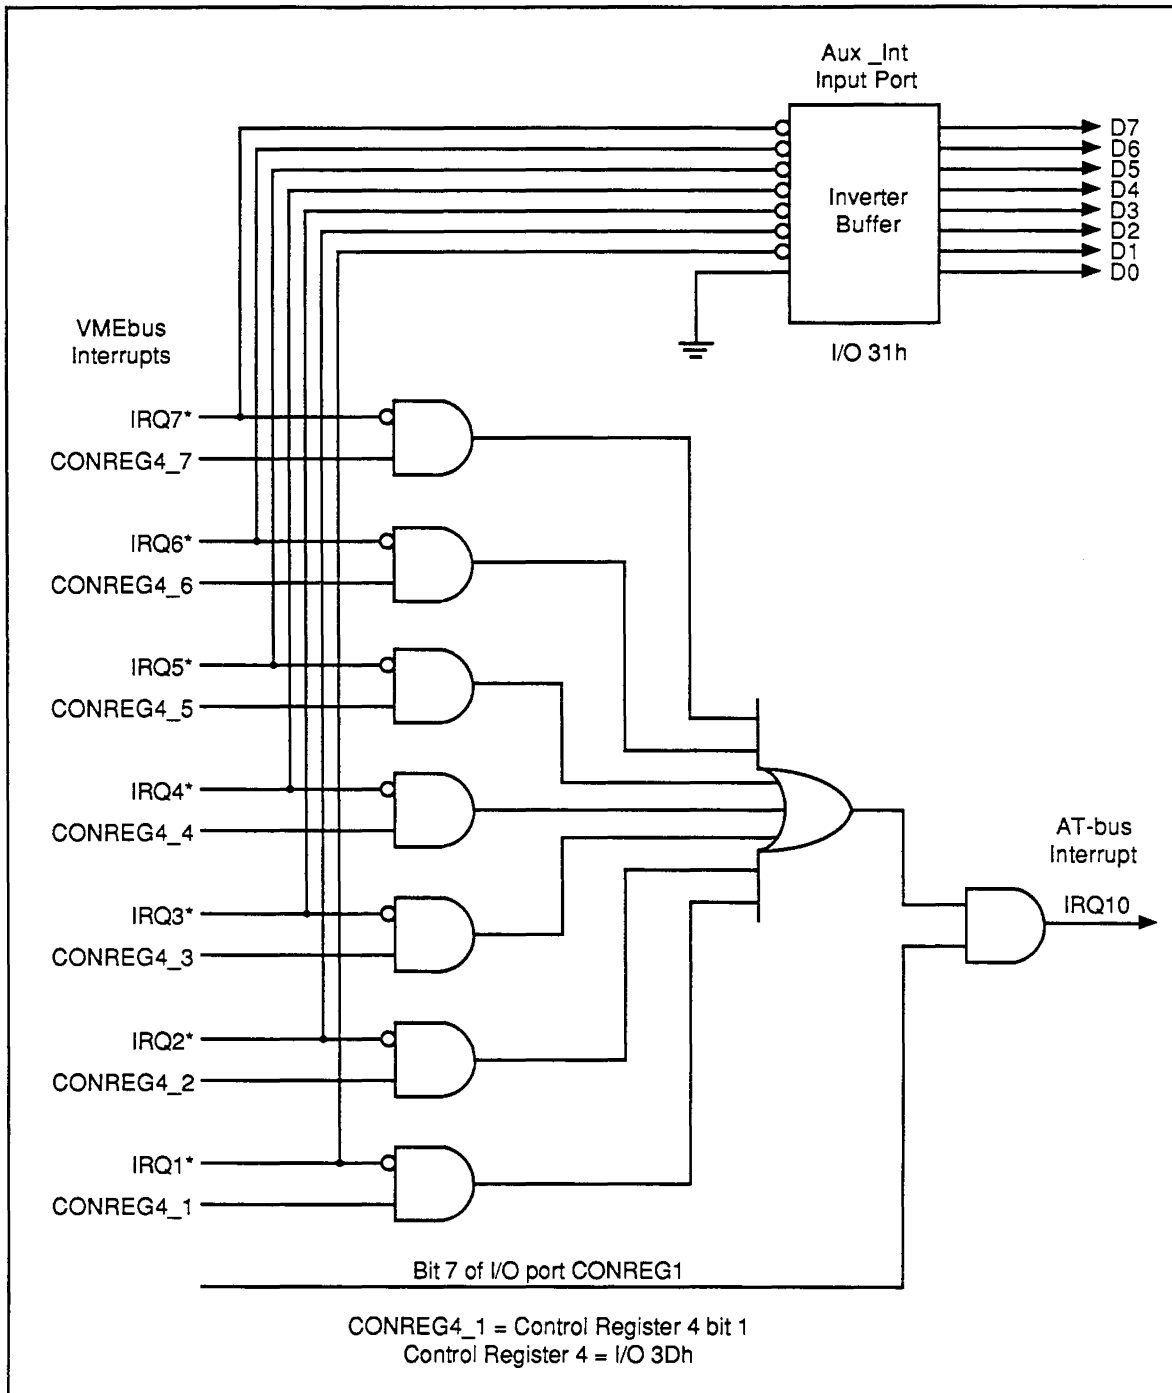 Aux _Int
Input Port
D7
D6
D5
D4
D3
D2
D1
D0
Inverter
Buffer
I/O 31h
VMEbus
Interrupts
IRQ7*
CONREG4_7
IRQ6*
CONREG4_6
IRQ5*
CONREG4_5
IRQ4*
CONREG4_4
IRQ3*
CONREG4_3
IRQ2*
CONREG4_2
IRQ1*
CONREG4_1
AT-bus
Interrupt
IRQ10
Bit 7 of I/O port CONREG1
CONREG4_1 = Control Register 4 bit 1
Control Register 4 = I/O 3Dh